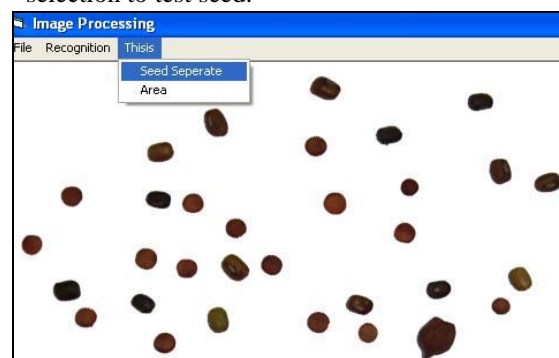 selection to test seed.
Image Processing
File Recognition Thisis
Seed Seperate
Area